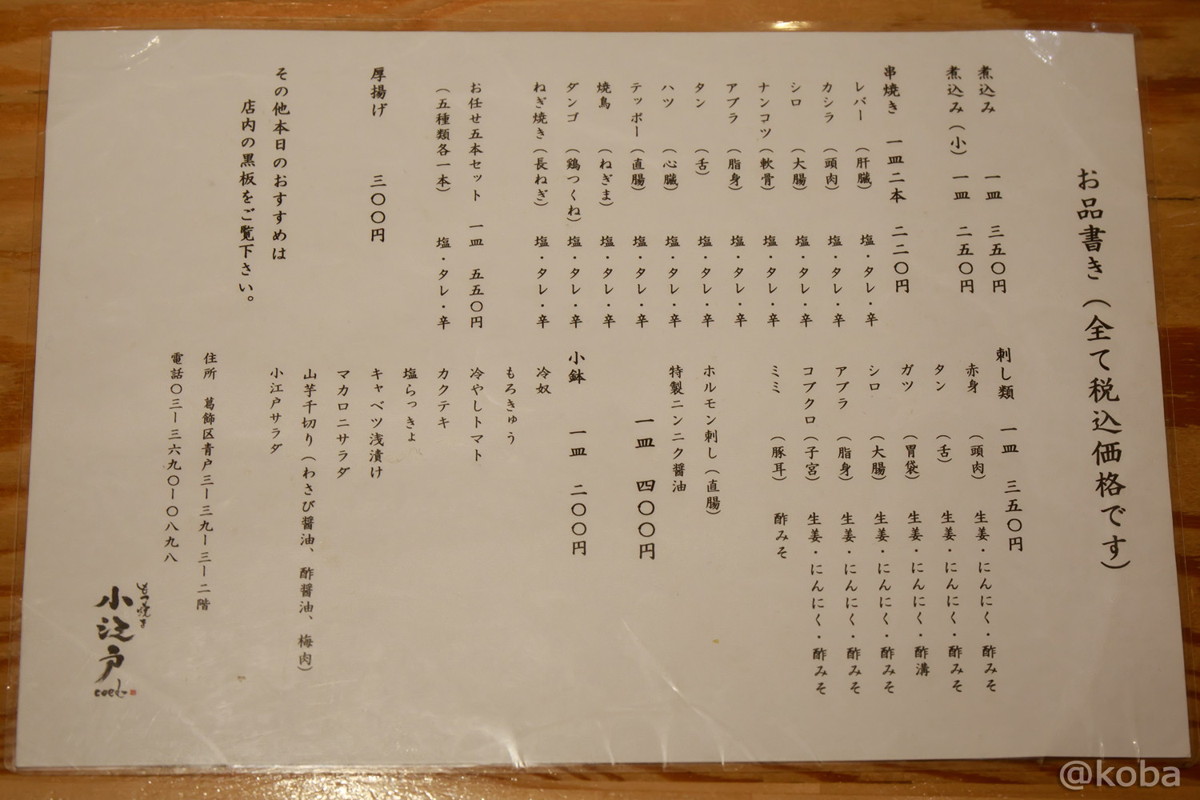 お品書き（全て税込価格です）
煮込み 一皿 三五〇円
煮込み（小） 一皿 二五〇円
串焼き 一皿二本 二二〇円
レバー （肝臓） 塩・タレ・辛
カシラ （頭肉） 塩・タレ・辛
シロ （大腸） 塩・タレ・辛
ナンコツ （軟骨） 塩・タレ・辛
アブラ （脂身） 塩・タレ・辛
タン （舌） 塩・タレ・辛
ハツ （心臓） 塩・タレ・辛
テッポー （直腸） 塩・タレ・辛
焼鳥 （ねぎま） 塩・タレ・辛
ダンゴ （鶏つくね） 塩・タレ・辛
ねぎ焼き（長ねぎ） 塩・タレ・辛
お任せ五本セット 一皿 五五〇円
（五種類各一本） 塩・タレ・辛
厚揚げ 三〇〇円
その他本日のおすすめは
店内の黒板をご覧下さい。
刺し類 一皿 三五〇円
赤身 （頭肉） 生姜・にんにく・酢みそ
タン （舌） 生姜・にんにく・酢みそ
ガツ （胃袋） 生姜・にんにく・酢溝
シロ （大腸） 生姜・にんにく・酢みそ
アブラ （脂身） 生姜・にんにく・酢みそ
コブクロ （子宮） 生姜・にんにく・酢みそ
ミミ （豚耳） 酢みそ
ホルモン刺し（直腸）
特製ニンニク醤油
一皿 四〇〇円
小鉢 一皿 二〇〇円
冷奴
もろきゅう
冷やしトマト
カクテキ
塩らっきょ
キャベツ浅漬け
マカロニサラダ
山芋千切り（わさび醤油、酢醤油、梅肉）
小江戸サラダ
住所 葛飾区青戸三ー三九ー三ー二階
電話〇三ー三六九〇ー〇八九八
もつ焼き
小江戸
coedo
@koba